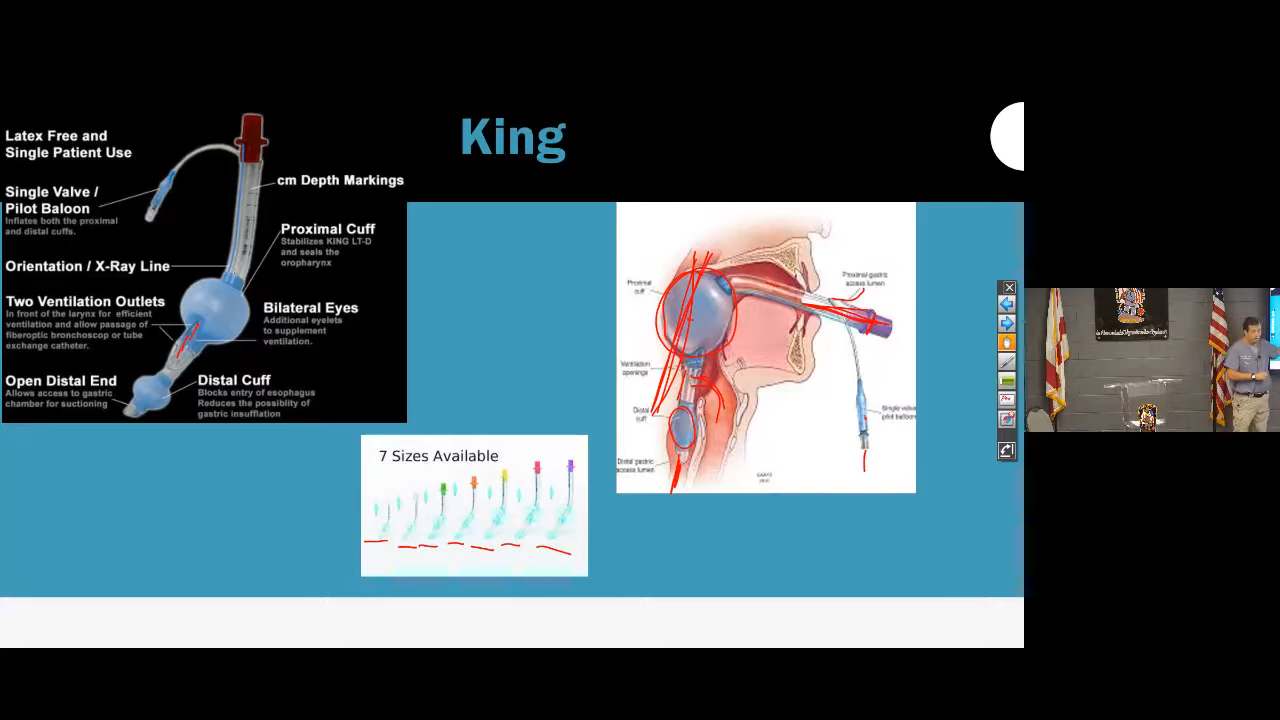 King
Latex Free and
Single Patient Use
Single Valve /
Pilot Baloon
Inflates both the proximal
and distal cuffs.
Orientation / X-Ray Line
Two Ventilation Outlets
In front of the larynx for efficient
ventilation and allow passage of
fiberoptic bronchoscop or tube
exchange catheter.
Open Distal End
Allows access to gastric
chamber for suctioning
cm Depth Markings
Proximal Cuff
Stabilizes KING LT-D
and seals the
oropharynx
Bilateral Eyes
Additional eyelets
to supplement
ventilation.
Distal Cuff
Blocks entry of esophagus
Reduces the possiblity of
gastric insufflation
7 Sizes Available
Proximal
cuff
Ventilation
openings
Distal
cuff
Distal gastric
access lumen
Proximal gastric
access lumen
Single valve
pilot balloon